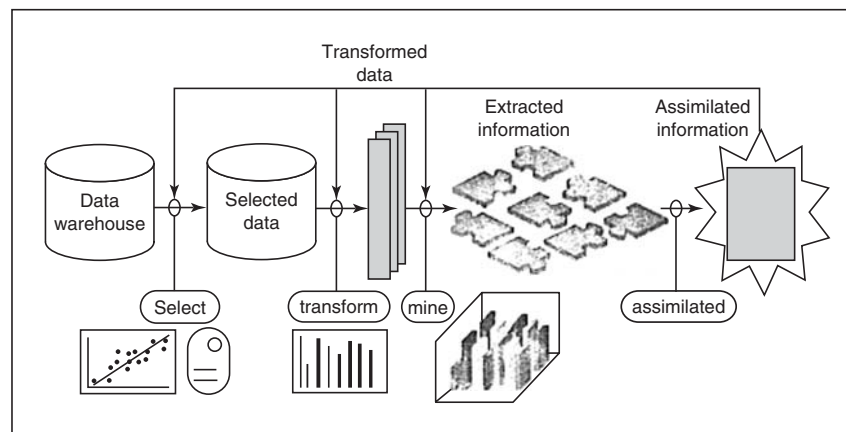 Transformed
data
Extracted
information
Assimilated
information
Data
warehouse
Selected
data
Select
transform
mine
assimilated